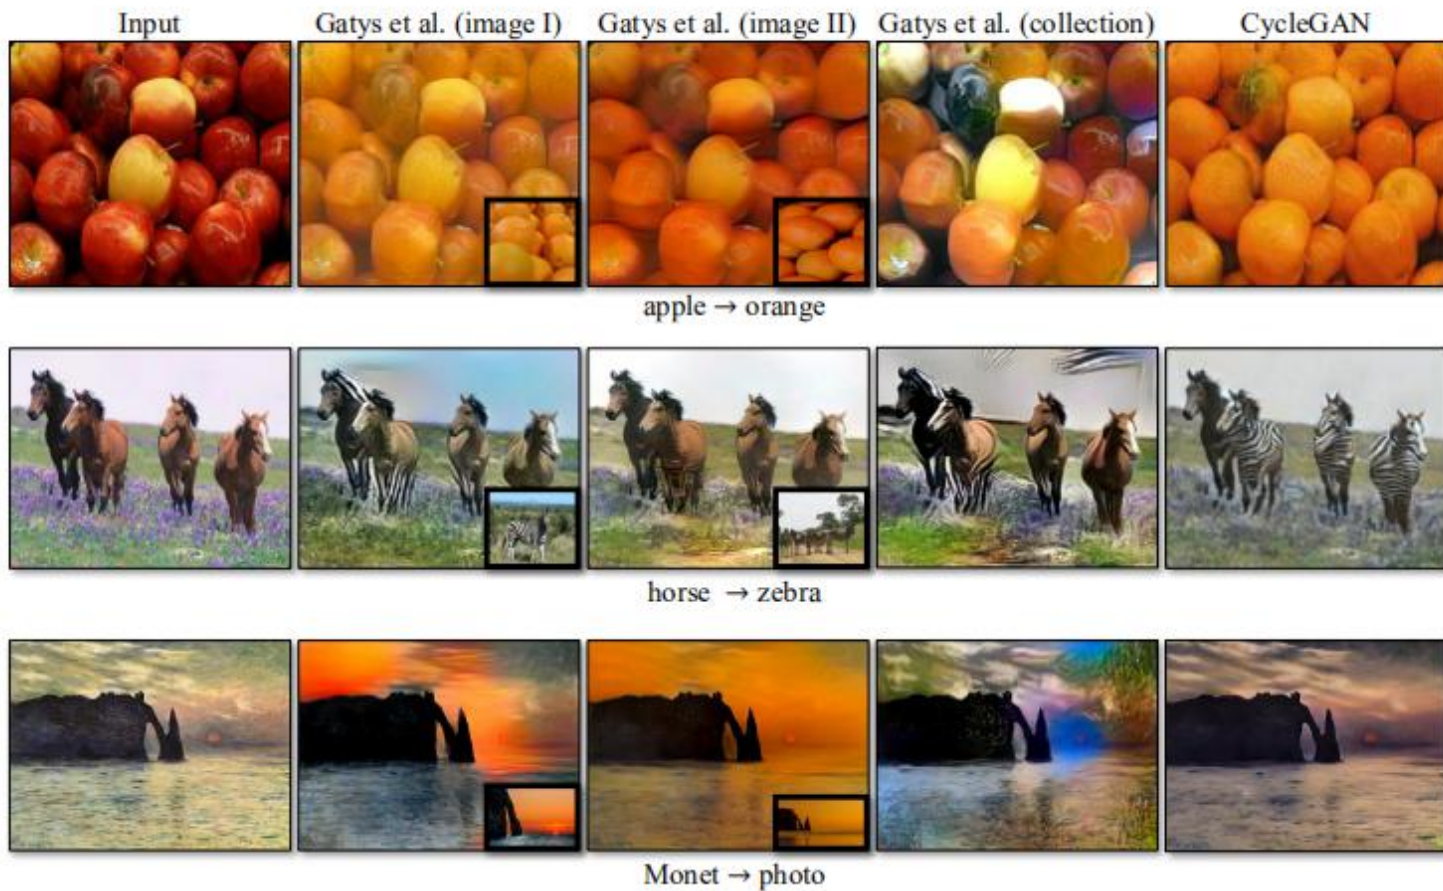 Input Gatys et al. (image I) Gatys et al. (image II) Gatys et al. (collection) CycleGAN
apple → orange
horse → zebra
Monet → photo